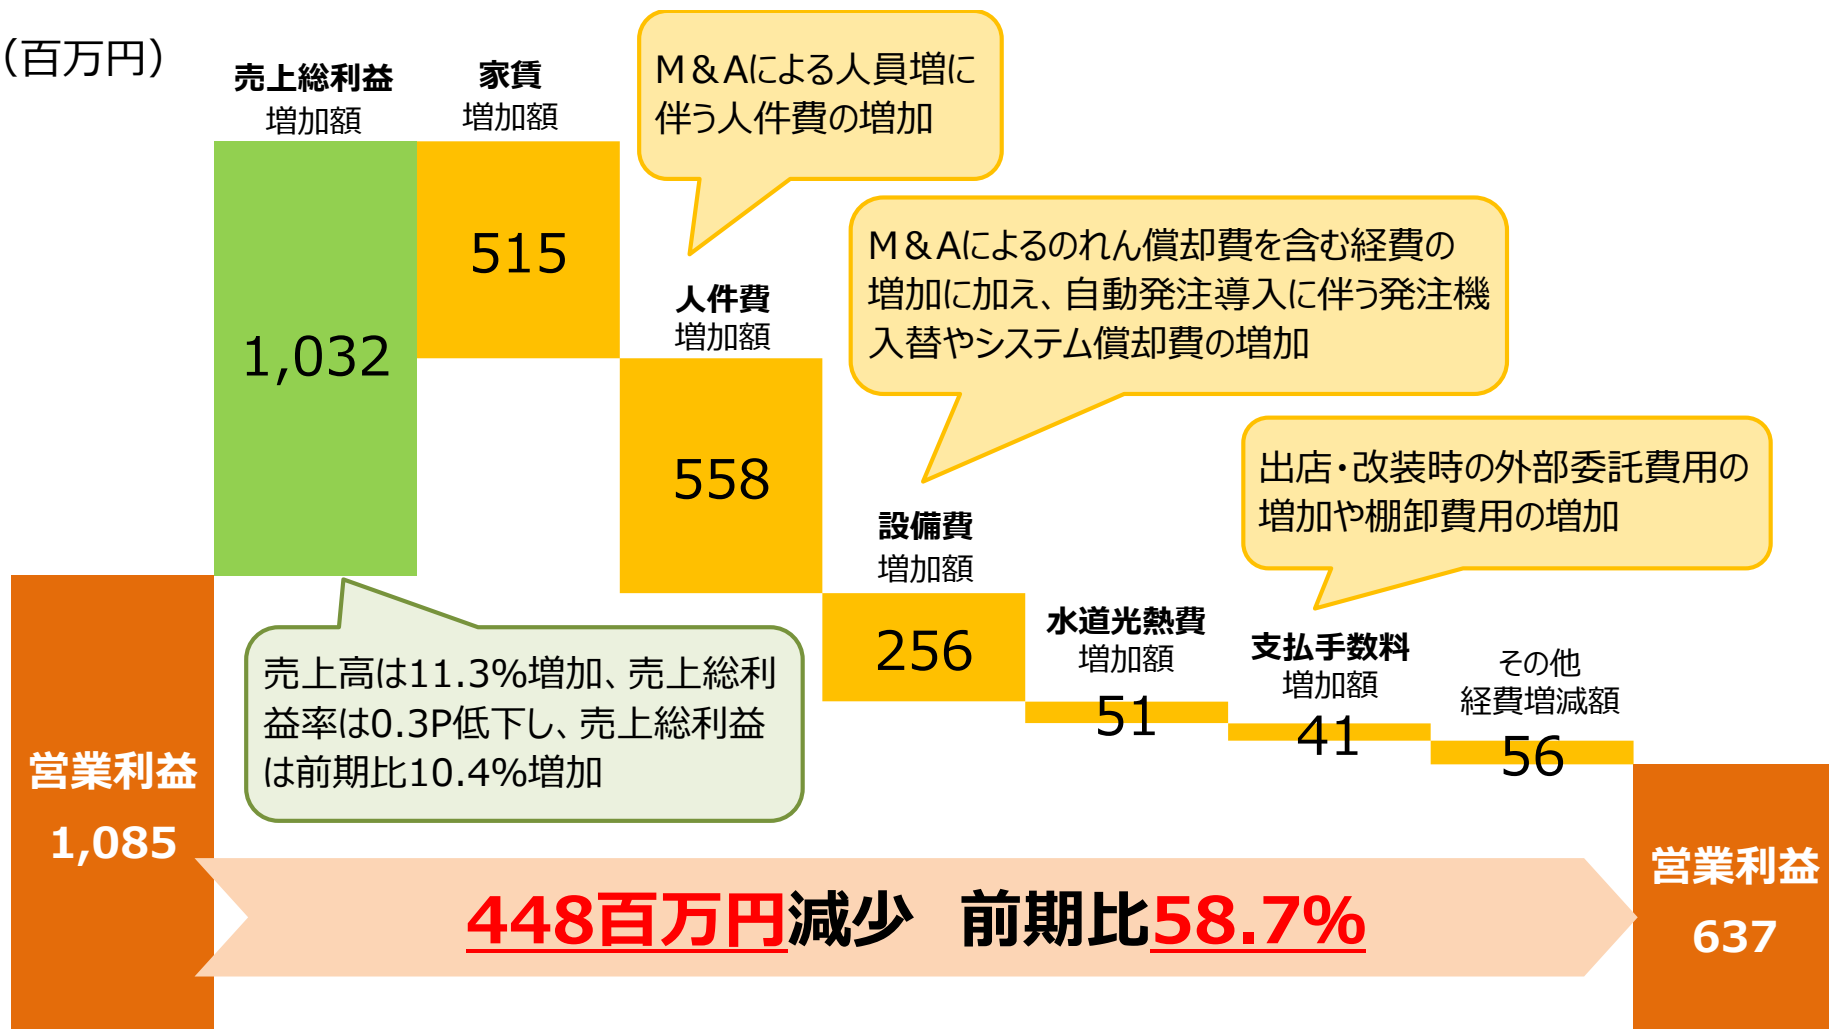 （百万円）
売上総利益
増加額
1,032
家賃
増加額
515
M＆Aによる人員増に
伴う人件費の増加
人件費
増加額
558
M＆Aによるのれん償却費を含む経費の
増加に加え、自動発注導入に伴う発注機
入替やシステム償却費の増加
設備費
増加額
256
水道光熱費
増加額
51
出店・改装時の外部委託費用の
増加や棚卸費用の増加
支払手数料
増加額
41
その他
経費増減額
56
売上高は11.3%増加、売上総利
益率は0.3P低下し、売上総利益
は前期比10.4%増加
営業利益
1,085
448百万円減少　前期比58.7%
営業利益
637